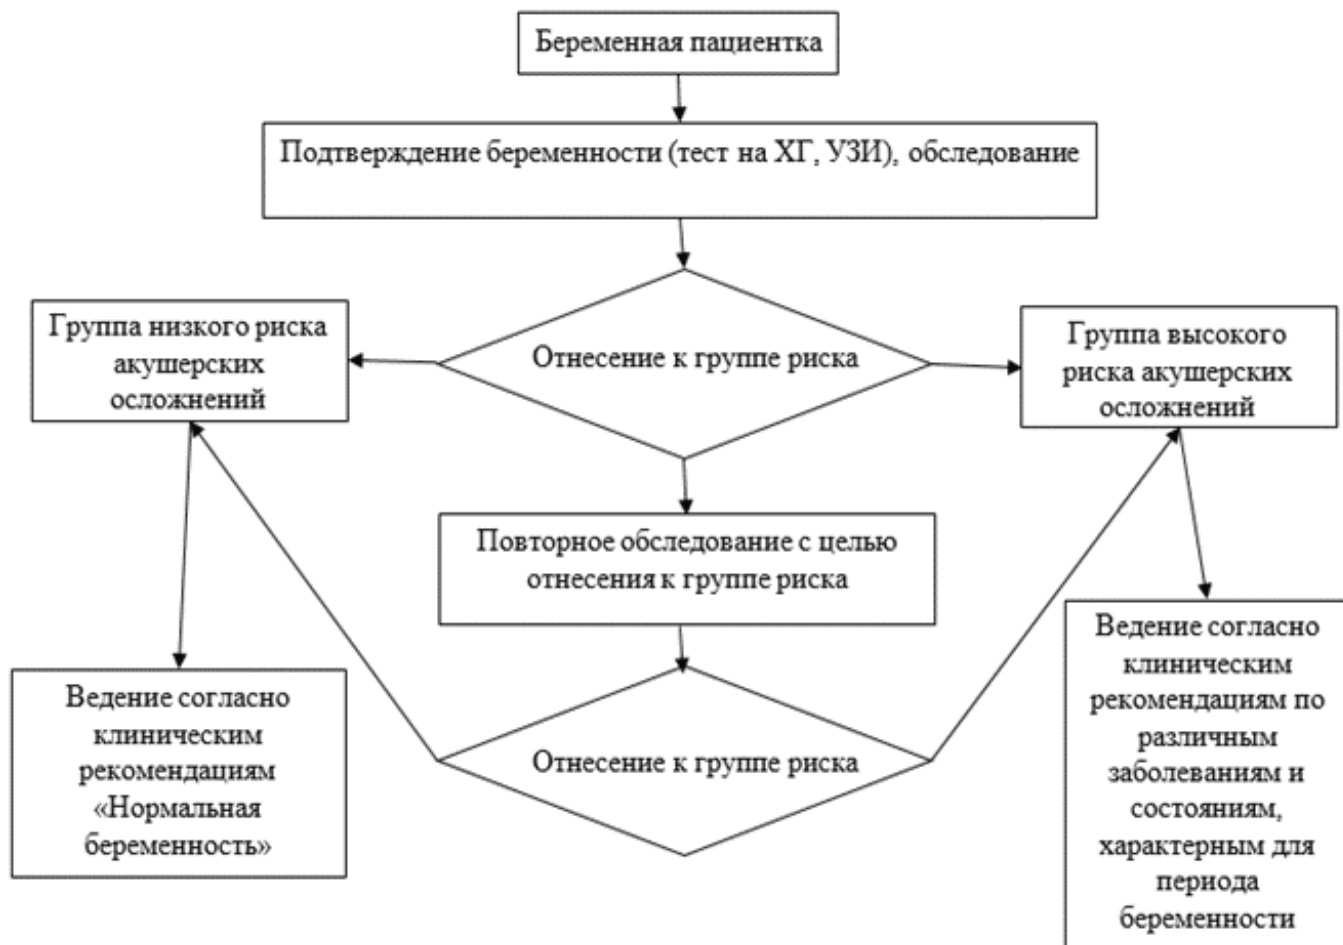 Беременная пациентка
Подтверждение беременности (тест на ХГ, УЗИ), обследование
Группа низкого риска
акушерских
осложнений
Отнесение к группе риска
Группа высокого
риска акушерских
осложнений
Повторное обследование с целью
отнесения к группе риска
Ведение согласно
клиническим
рекомендациям
«Нормальная
беременность»
Отнесение к группе риска
Ведение согласно
клиническим
рекомендациям по
различным
заболеваниям и
состояниям,
характерным для
периода
беременности